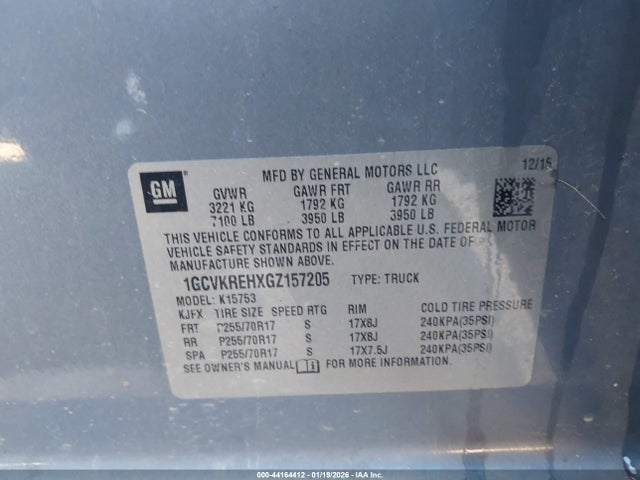 MFD BY GENERAL MOTORS LLC 12/15
GM
GVWR GAWR FRT GAWR RR
3221 KG 1792 KG 1792 KG
7100 LB 3950 LB 3950 LB
THIS VEHICLE CONFORMS TO ALL APPLICABLE U.S. FEDERAL MOTOR
VEHICLE SAFETY STANDARDS IN EFFECT ON THE DATE OF
MANUFACTURE SHOWN ABOVE.
1GCVKREHXGZ157205 TYPE: TRUCK
MODEL: K15753
KJFX TIRE SIZE SPEED RTG RIM COLD TIRE PRESSURE
FRT P255/70R17 S 17X8J 240KPA(35PSI)
RR P255/70R17 S 17X8J 240KPA(35PSI)
SPA P255/70R17 S 17X7.5J 240KPA(35PSI)
SEE OWNER'S MANUAL FOR MORE INFORMATION.
000-44164412 - 01/19/2026 - IAA Inc.